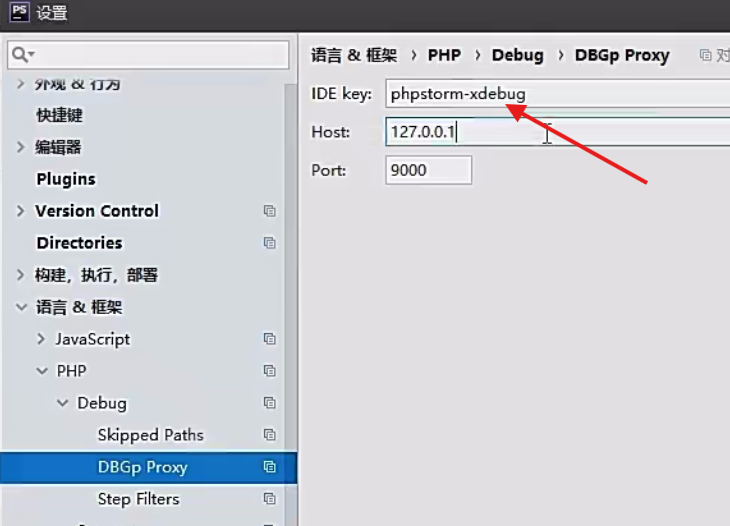 PS 设置
语言 & 框架 › PHP › Debug › DBGp Proxy 对
外观 & 行为
IDE key: phpstorm-xdebug
快捷键
Host: 127.0.0.1
编辑器
Port: 9000
Plugins
Version Control
Directories
构建，执行，部署
语言 & 框架
JavaScript
PHP
Debug
Skipped Paths
DBGp Proxy
Step Filters